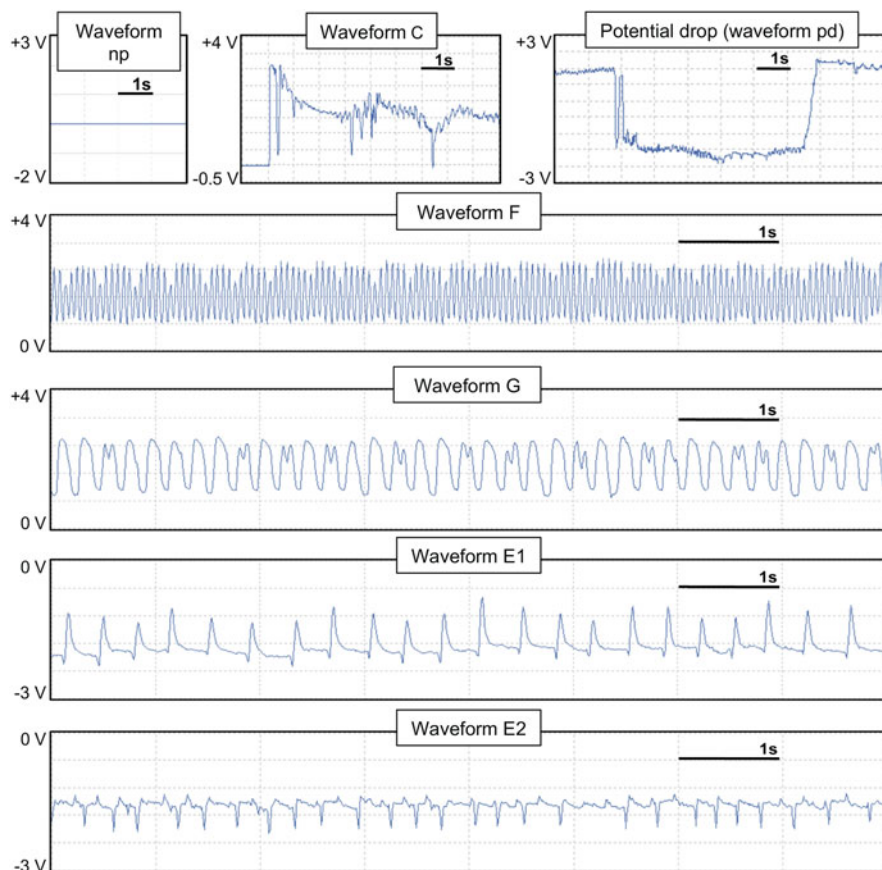 +3 V
Waveform
np
1s
-2 V
+4 V
Waveform C
1s
-0.5 V
Potential drop (waveform pd)
+3 V
1s
-3 V
+4 V
Waveform F
1s
0 V
+4 V
Waveform G
1s
0 V
0 V
Waveform E1
1s
-3 V
0 V
Waveform E2
1s
-3 V